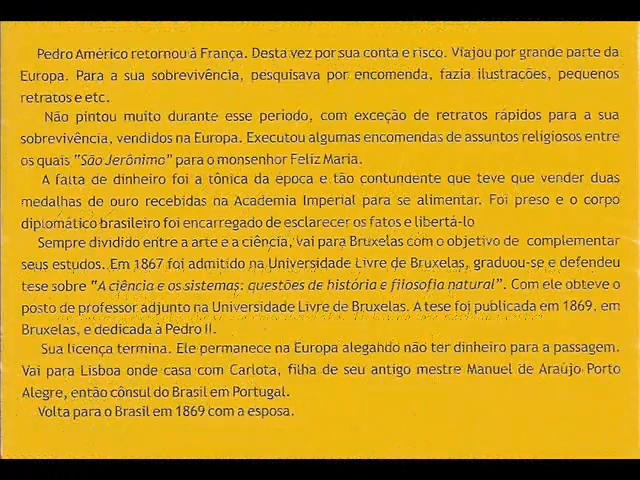 Pedro Américo retornou à França. Desta vez por sua conta e risco. Viajou por grande parte da
Europa. Para a sua sobrevivência, pesquisava por encomenda, fazia ilustrações, pequenos
retratos e etc.
Não pintou muito durante esse periodo, com exceção de retratos rápidos para a sua
sobrevivência, vendidos na Europa. Executou algumas encomendas de assuntos religiosos entre
os quais "São Jerônimo" para o monsenhor Feliz Maria.
A falta de dinheiro foi a tônica da época e tão contundente que teve que vender duas
medalhas de ouro recebidas na Academia Imperial para se alimentar. Foi preso e o corpo
diplomático brasileiro foi encarregado de esclarecer os fatos e libertá-lo
Sempre dividido entre a arte e a ciência, vai para Bruxelas com o objetivo de complementar
seus estudos. Em 1867 foi admitido na Universidade Livre de Bruxelas, graduou-se e defendeu
tese sobre "A ciência e os sistemas: questões de história e filosofia natural". Com ele obteve o
posto de professor adjunto na Universidade Livre de Bruxelas. A tese foi publicada em 1869, em
Bruxelas, e dedicada à Pedro II.
Sua licença termina. Ele permanece na Europa alegando não ter dinheiro para a passagem.
Vai para Lisboa onde casa com Carlota, filha de seu antigo mestre Manuel de Araújo Porto
Alegre, então cônsul do Brasil em Portugal.
Volta para o Brasil em 1869 com a esposa.